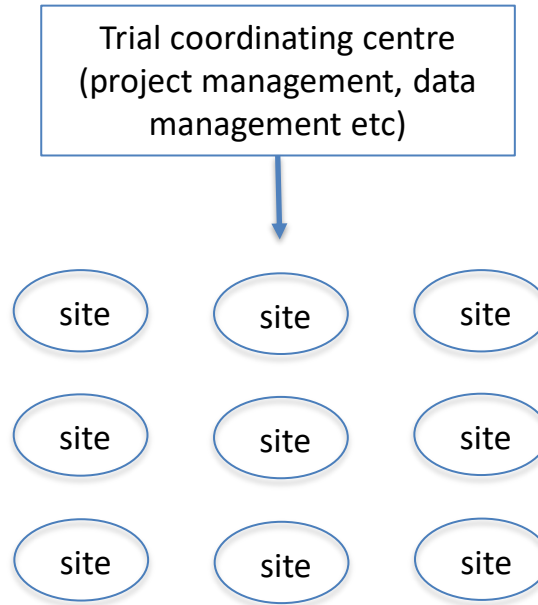 Trial coordinating centre
(project management, data
management etc)
site site site
site site site
site site site